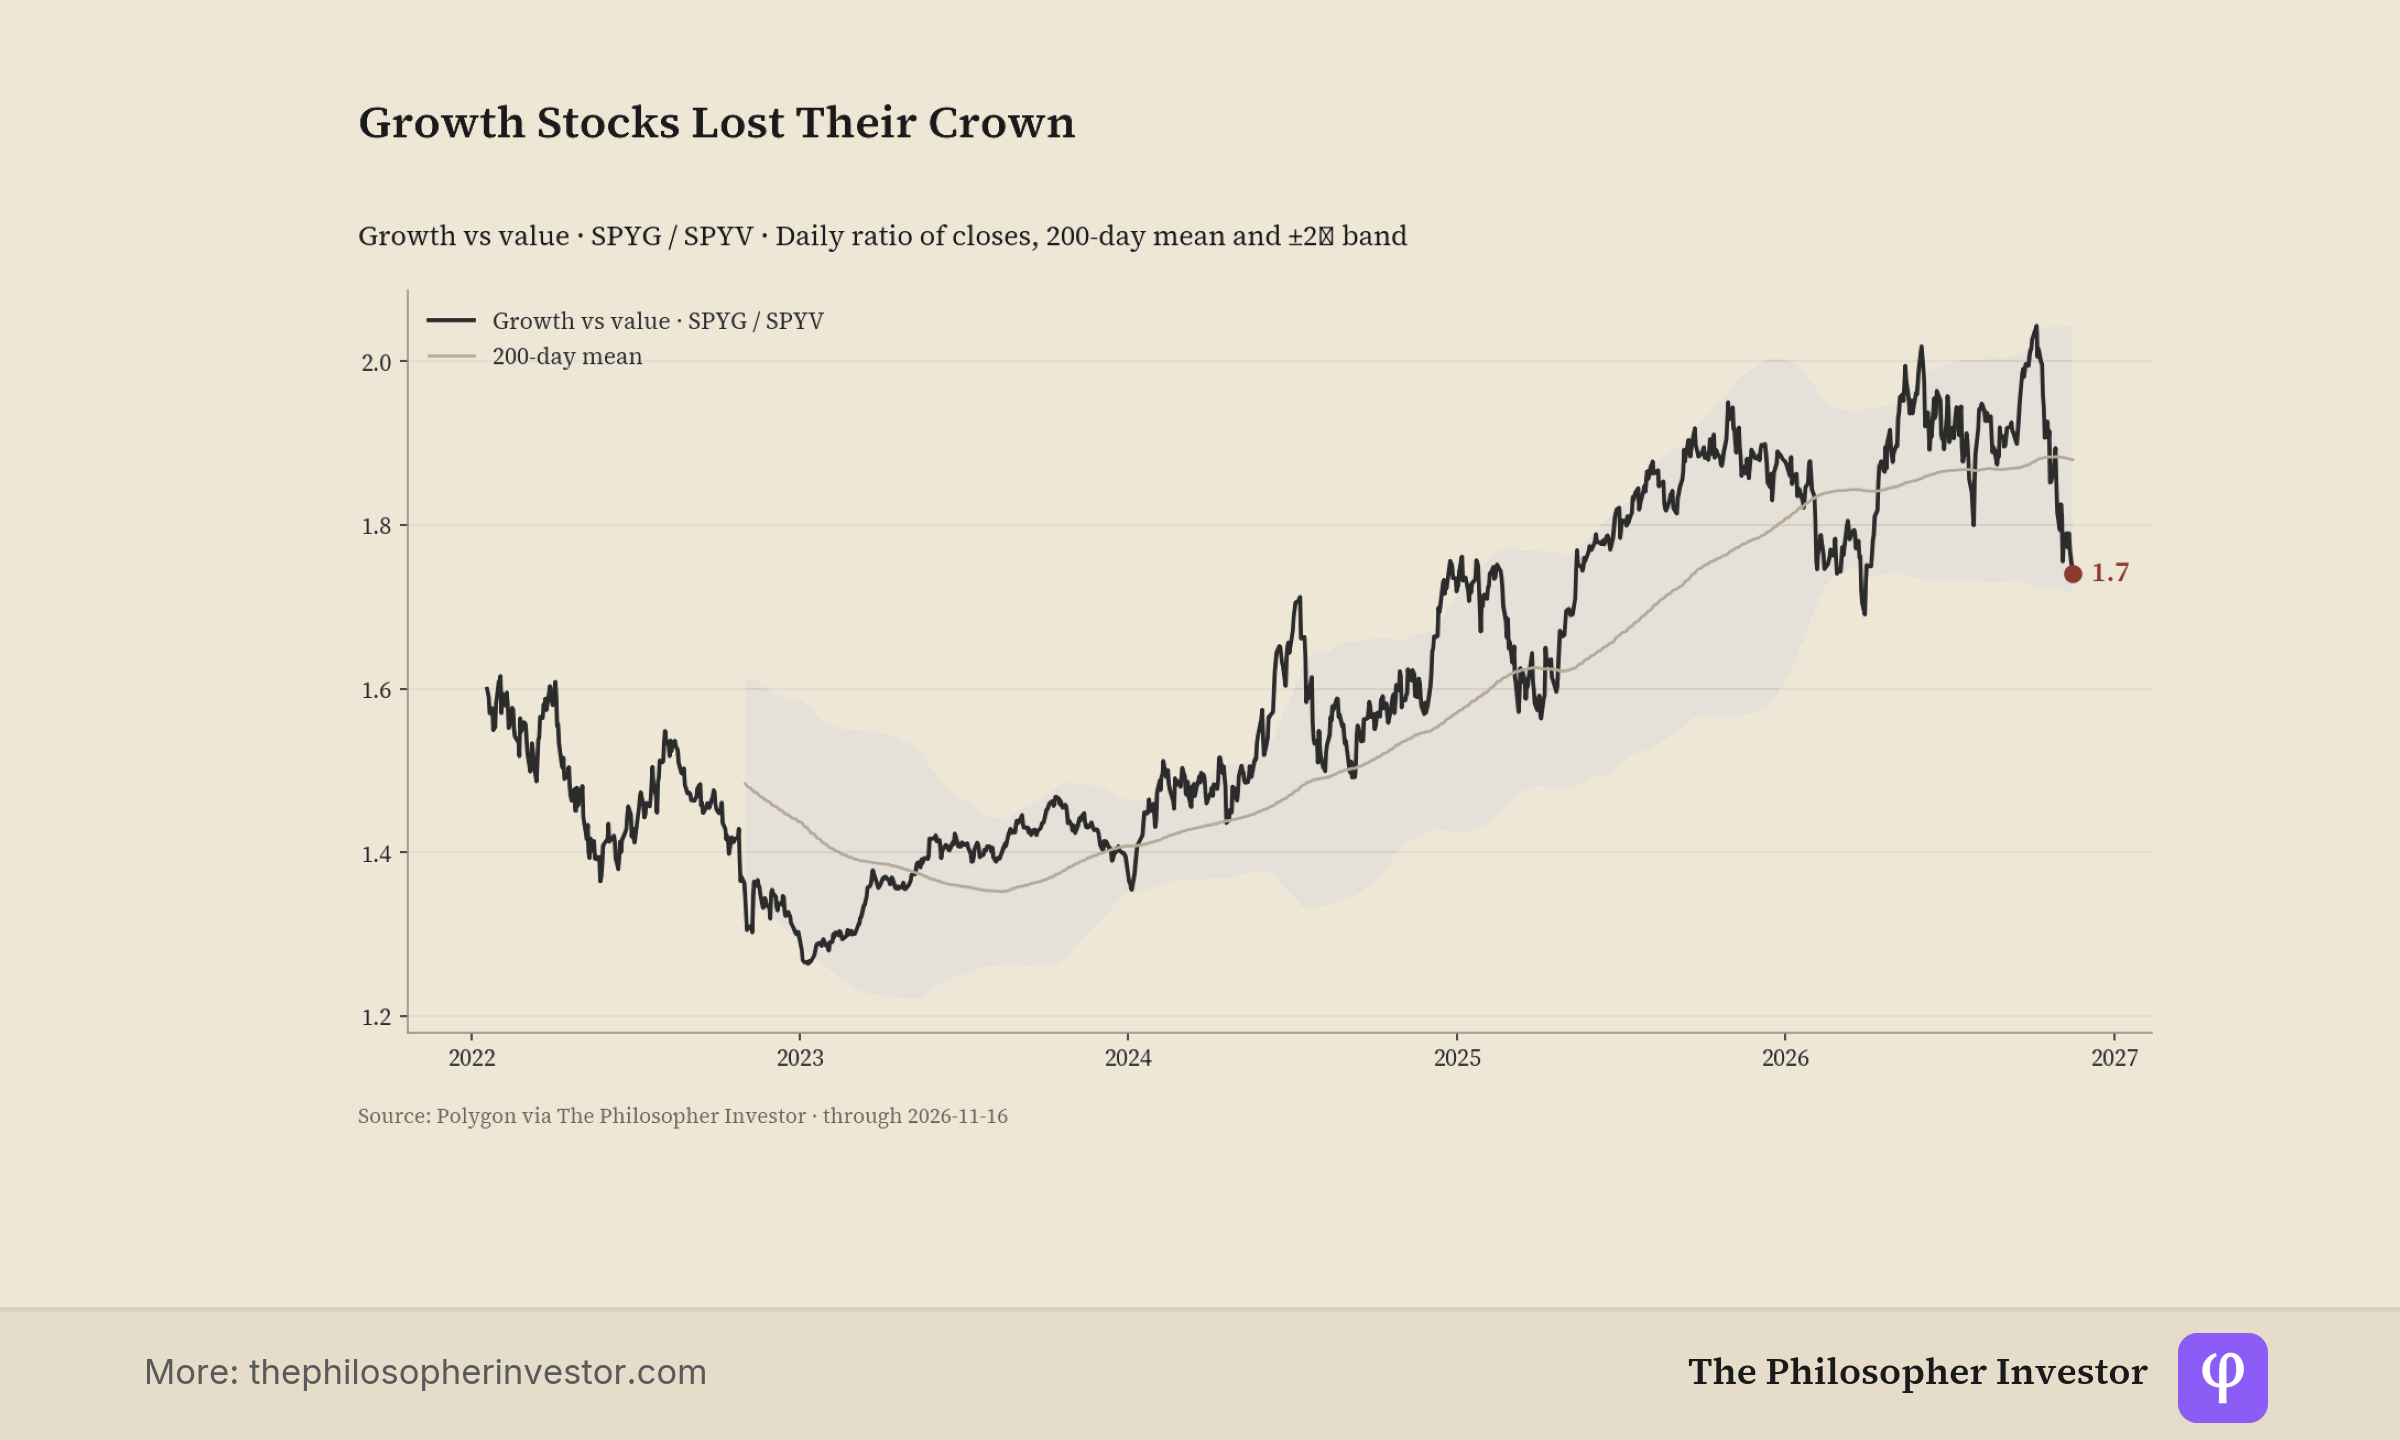 Growth Stocks Lost Their Crown
Growth vs value · SPYG / SPYV · Daily ratio of closes, 200-day mean and ±2▯ band
Growth vs value · SPYG / SPYV
200-day mean
2.0
1.8
1.6
1.4
1.2
1.7
2022 2023 2024 2025 2026 2027
Source: Polygon via The Philosopher Investor · through 2026-11-16
More: thephilosopherinvestor.com
The Philosopher Investor φ